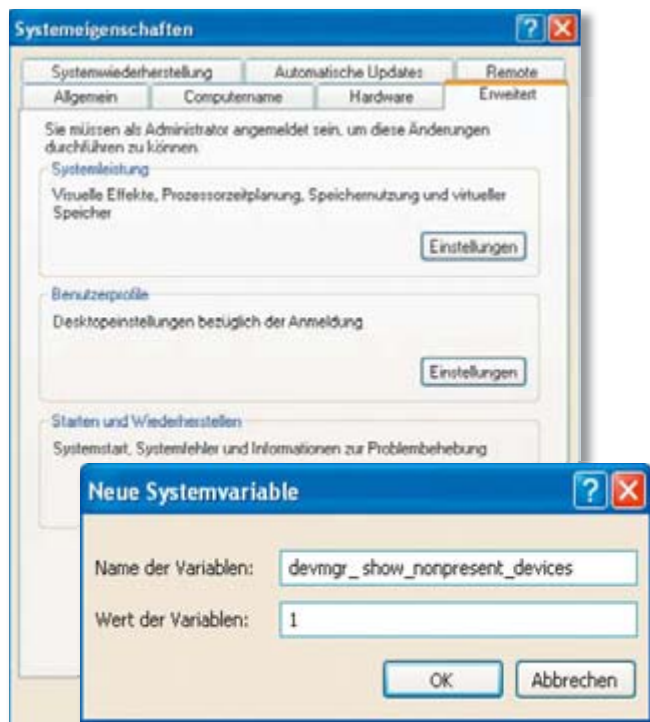 Systemeigenschaften
Systemwiederherstellung Automatische Updates Remote
Allgemein Computername Hardware Erweitert
Sie müssen als Administrator angemeldet sein, um diese Änderungen
durchführen zu können.
Systemleistung
Visuelle Effekte, Prozessorzeitplanung, Speichernutzung und virtueller
Speicher
Einstellungen
Benutzerprofile
Desktopeinstellungen bezüglich der Anmeldung
Einstellungen
Starten und Wiederherstellen
Systemstart, Systemfehler und Informationen zur Problembehebung
Neue Systemvariable
Name der Variablen: devmgr_ show_nonpresent_devices
Wert der Variablen: 1
OK Abbrechen